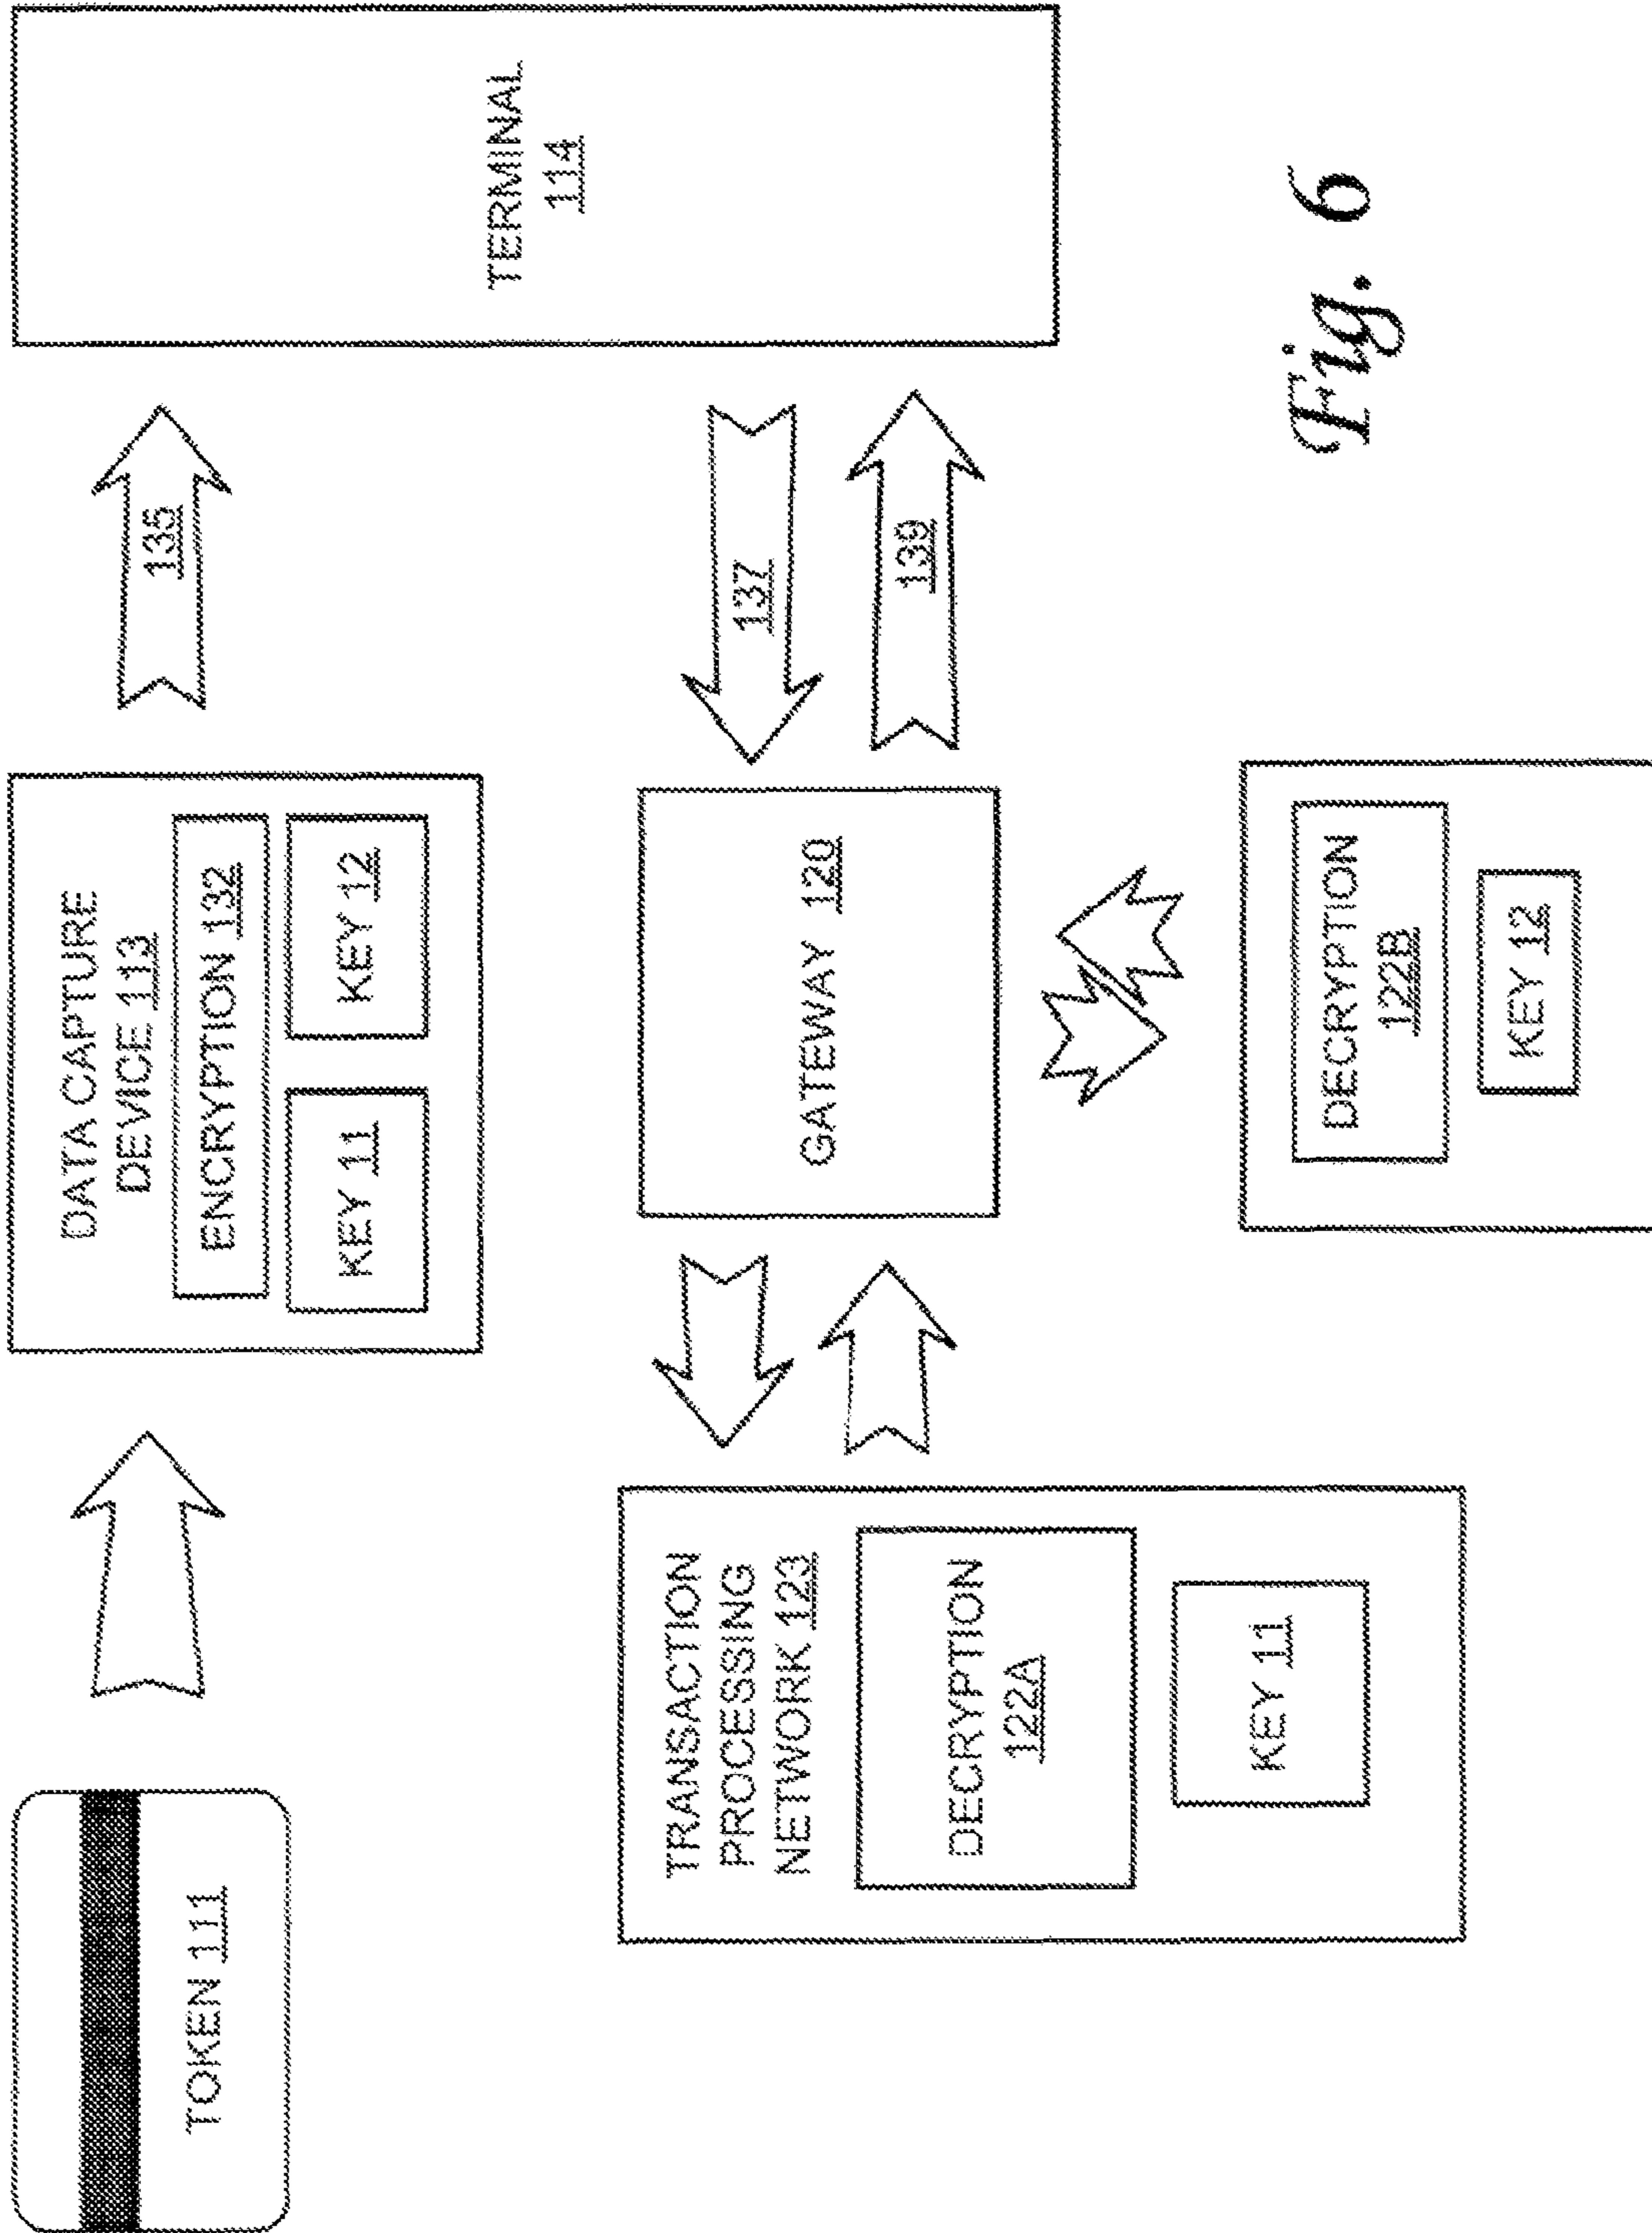 TOKEN 111
DATA CAPTURE
DEVICE 113
ENCRYPTION 132
KEY 11
KEY 12
135
TERMINAL
114
TRANSACTION
PROCESSING
NETWORK 123
DECRYPTION
122A
KEY 11
GATEWAY 120
137
139
DECRYPTION
122B
KEY 12
Fig. 6